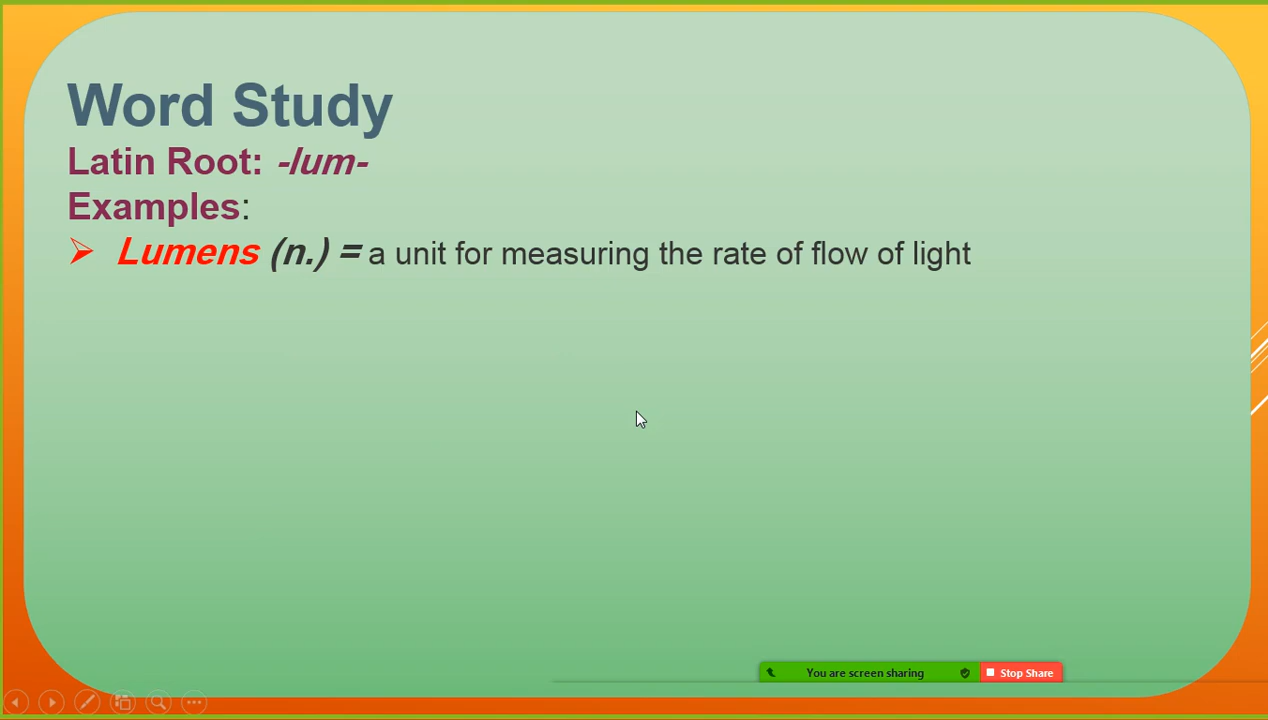 Word Study
Latin Root: -lum-
Examples:
Lumens (n.) = a unit for measuring the rate of flow of light
You are screen sharing
Stop Share